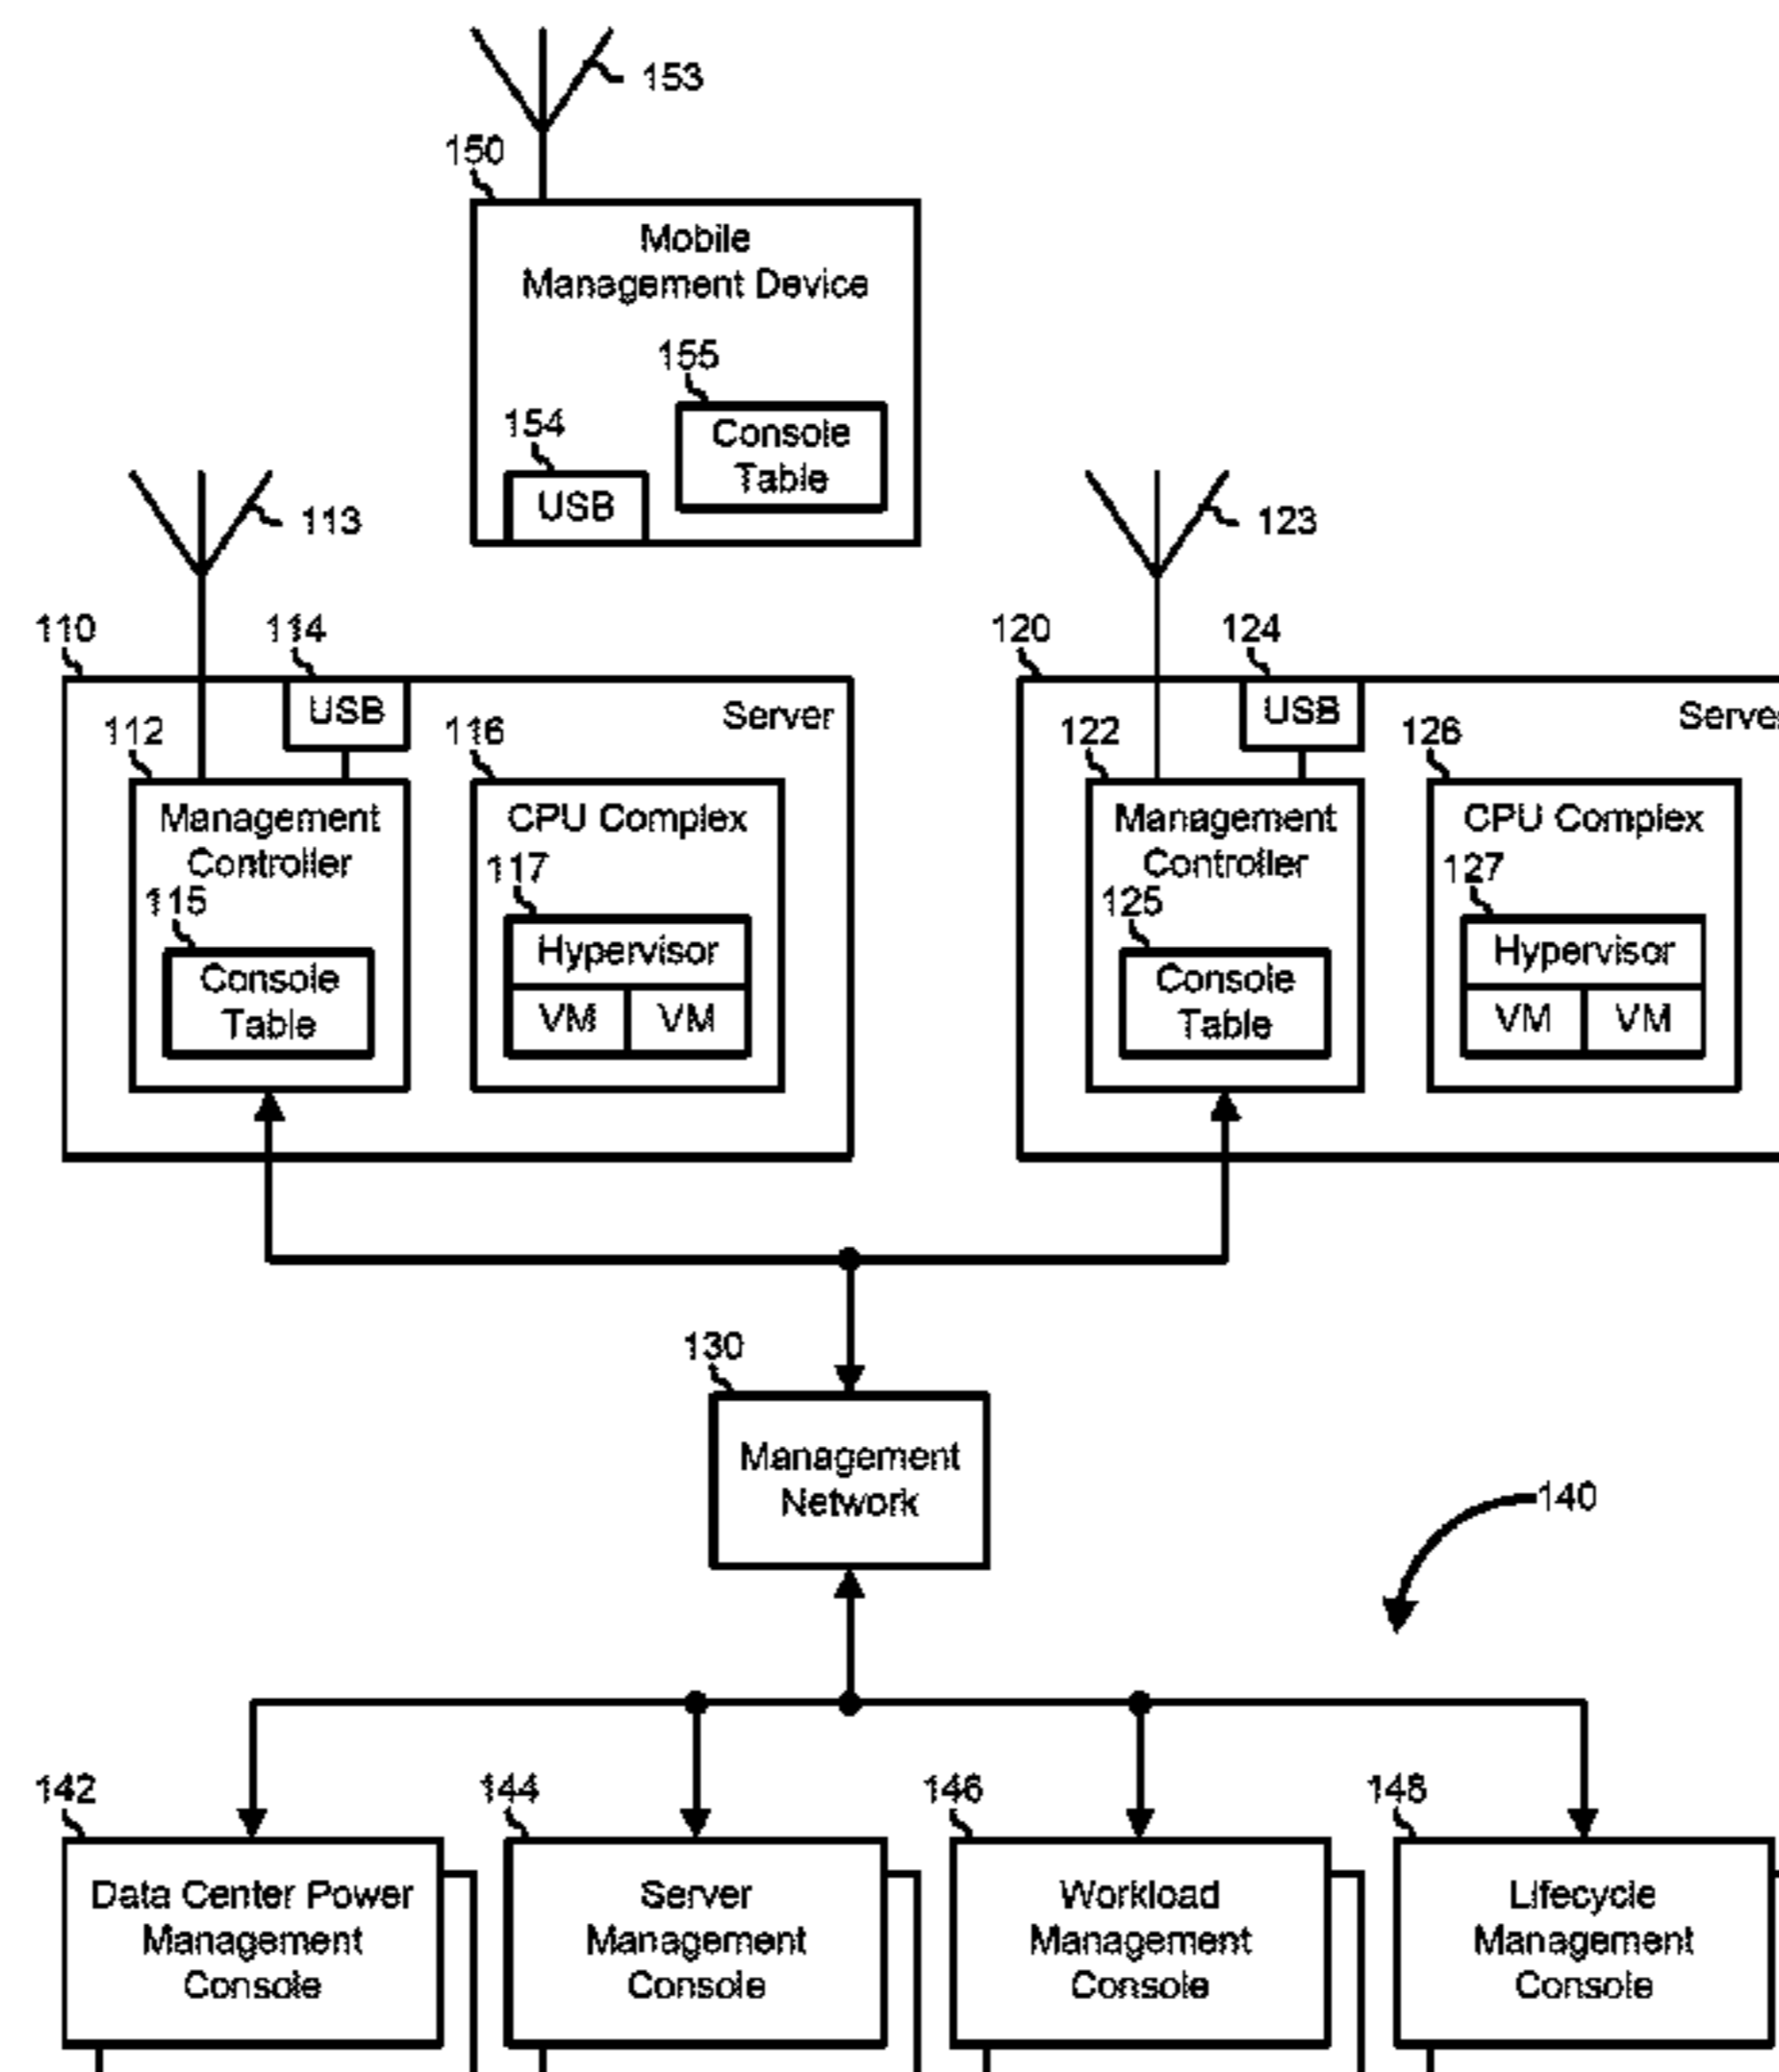 153
150
Mobile
Management Device
155
Console
Table
154
USB
113
123
110
114
USB
Server
112
Management
Controller
115
Console
Table
116
CPU Complex
117
Hypervisor
VM VM
120
124
USB
Serve
122
Management
Controller
125
Console
Table
126
CPU Complex
127
Hypervisor
VM VM
130
Management
Network
140
142
Data Center Power
Management
Console
144
Server
Management
Console
146
Workload
Management
Console
148
Lifecycle
Management
Console